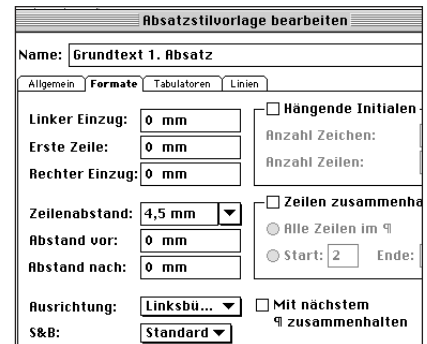 Absatzstilvorlage bearbeiten
Name: Grundtext 1. Absatz
Allgemein Formate Tabulatoren Linien
Linker Einzug: 0 mm
Erste Zeile: 0 mm
Rechter Einzug: 0 mm
Zeilenabstand: 4,5 mm
Abstand vor: 0 mm
Abstand nach: 0 mm
Ausrichtung: Linksbü...
S&B: Standard
Hängende Initialen
Anzahl Zeichen:
Anzahl Zeilen:
Zeilen zusammenha
Alle Zeilen im ¶
Start: 2 Ende:
Mit nächstem
¶ zusammenhalten